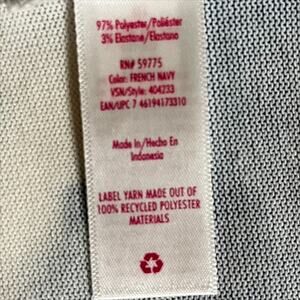 97% Polyester/Poliéster
3% Elastane/Elastano
RN# 59775
Color: FRENCH NAVY
VSN/Style: 404233
EAN/UPC 7 46194173310
Made In/Hecho En
Indonesia
LABEL YARN MADE OUT OF
100% RECYCLED POLYESTER
MATERIALS